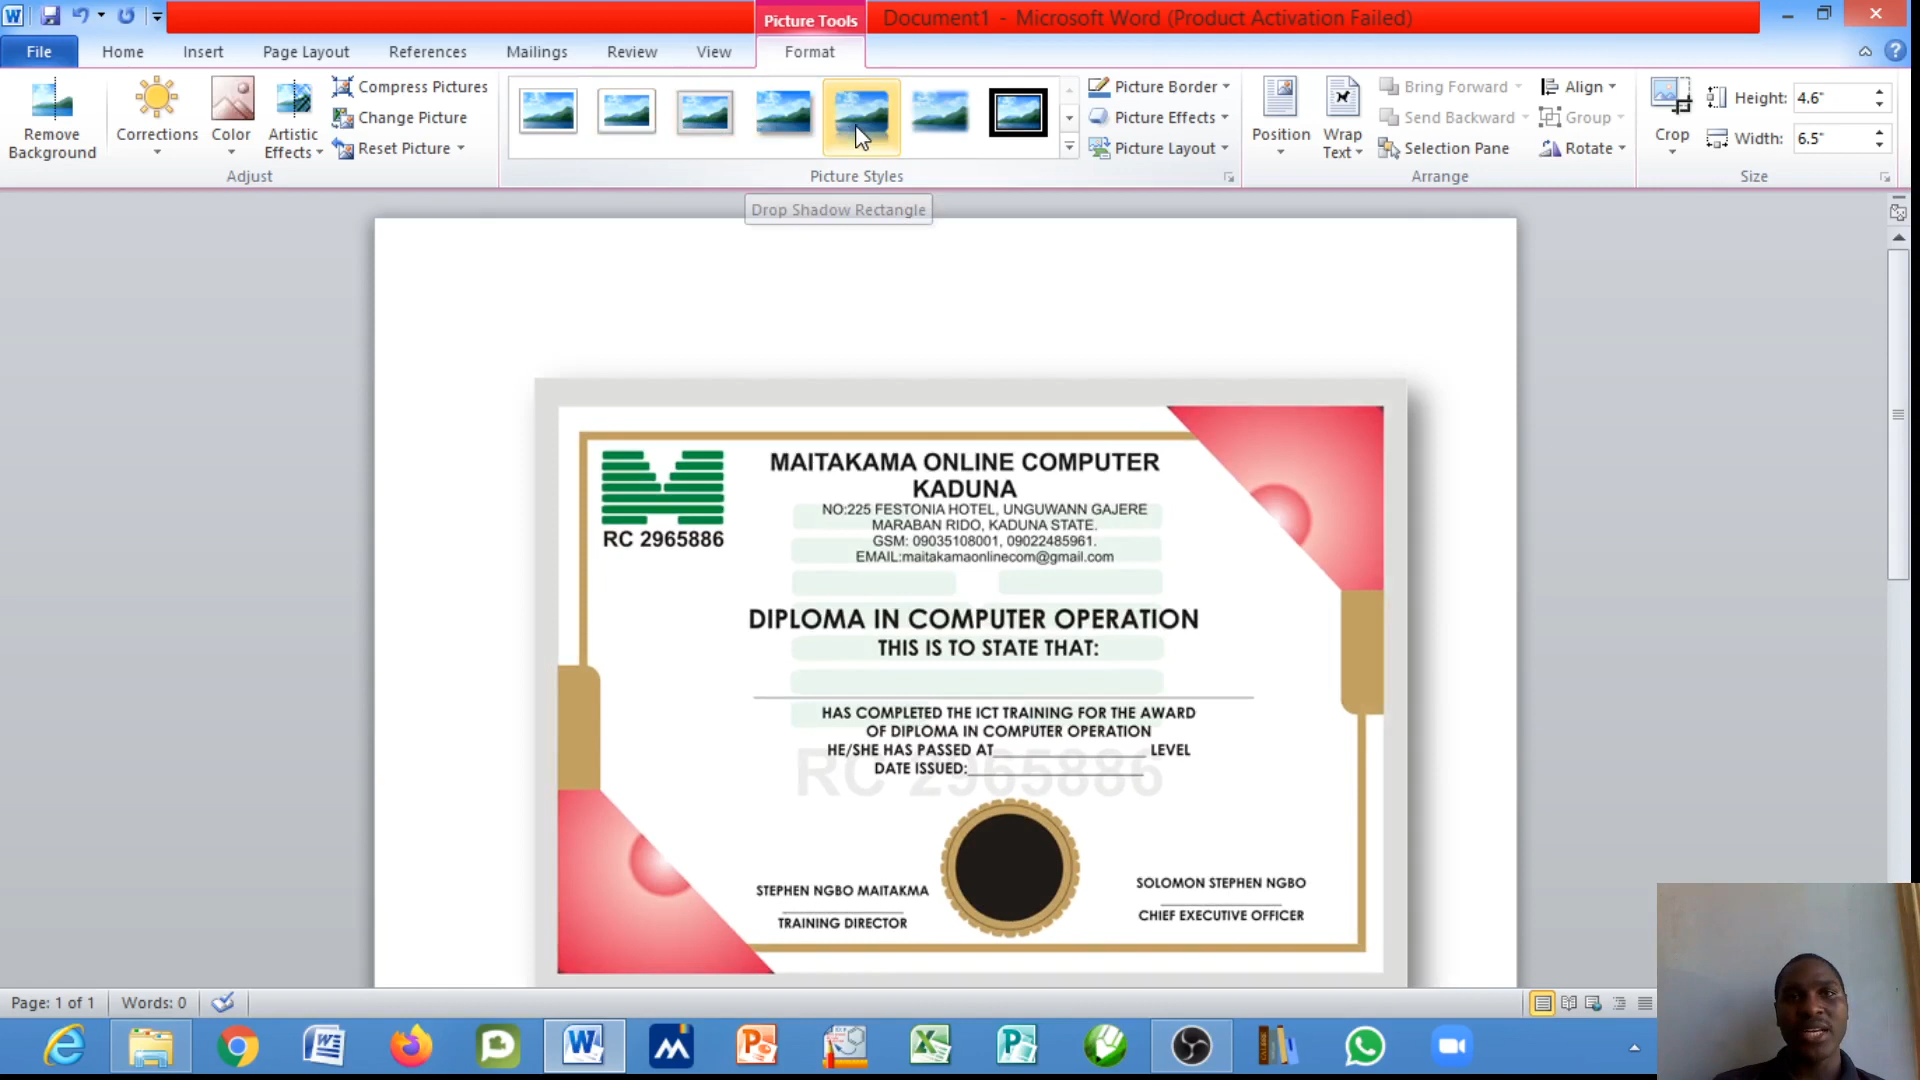 Picture Tools
Document1 - Microsoft Word (Product Activation Failed)
File
Home
Insert
Page Layout
References
Mailings
Review
View
Format
Remove
Background
Corrections
Color
Artistic
Effects
Compress Pictures
Change Picture
Reset Picture
Adjust
Picture Styles
Picture Border
Picture Effects
Picture Layout
Position
Wrap
Text
Bring Forward
Send Backward
Selection Pane
Align
Group
Rotate
Arrange
Crop
Height: 4.6"
Width: 6.5"
Size
Drop Shadow Rectangle
RC 2965886
MAITAKAMA ONLINE COMPUTER
KADUNA
NO:225 FESTONIA HOTEL, UNGUWANN GAJERE
MARABAN RIDO, KADUNA STATE.
GSM: 09035108001, 09022485961.
EMAIL:maitakamaonlinecom@gmail.com
DIPLOMA IN COMPUTER OPERATION
THIS IS TO STATE THAT:
HAS COMPLETED THE ICT TRAINING FOR THE AWARD
OF DIPLOMA IN COMPUTER OPERATION
HE/SHE HAS PASSED AT____________ LEVEL
DATE ISSUED:____________
RC 2965886
STEPHEN NGBO MAITAKMA
TRAINING DIRECTOR
SOLOMON STEPHEN NGBO
CHIEF EXECUTIVE OFFICER
Page: 1 of 1
Words: 0